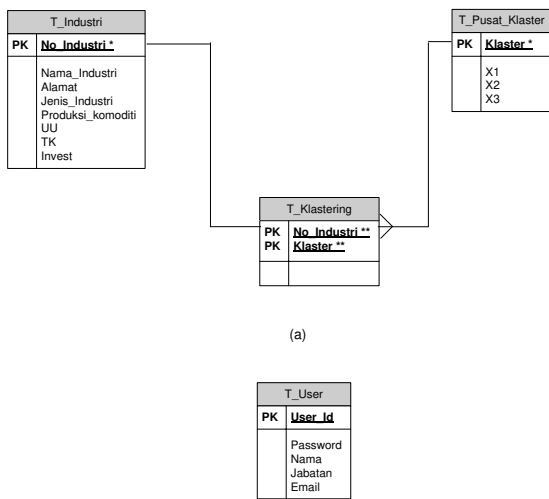 T_Industri
PK No_Industri *
Nama_Industri
Alamat
Jenis_Industri
Produksi_komoditi
UU
TK
Invest
T_Pusat_Klaster
PK Klaster *
X1
X2
X3
T_Klastering
PK No_Industri **
PK Klaster **
(a)
T_User
PK User_Id
Password
Nama
Jabatan
Email